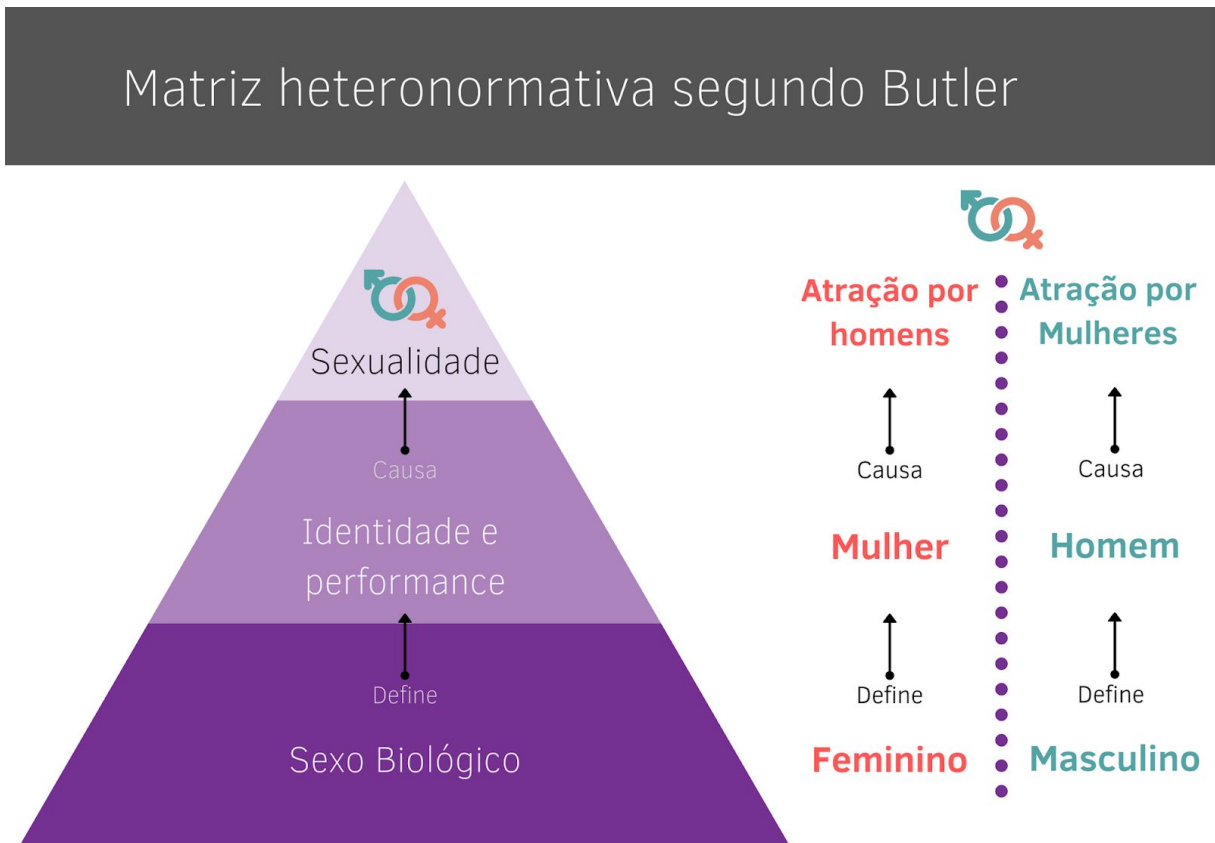 Matriz heteronormativa segundo Butler
Sexualidade
Causa
Identidade e
performance
Define
Sexo Biológico
Atração por
homens
Causa
Mulher
Define
Feminino
Atração por
Mulheres
Causa
Homem
Define
Masculino